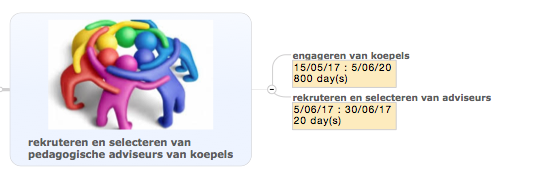 engageren van koepels
15/05/17 : 5/06/20
800 day(s)
rekruteren en selecteren van adviseurs
5/06/17 : 30/06/17
20 day(s)
rekruteren en selecteren van
pedagogische adviseurs van koepels